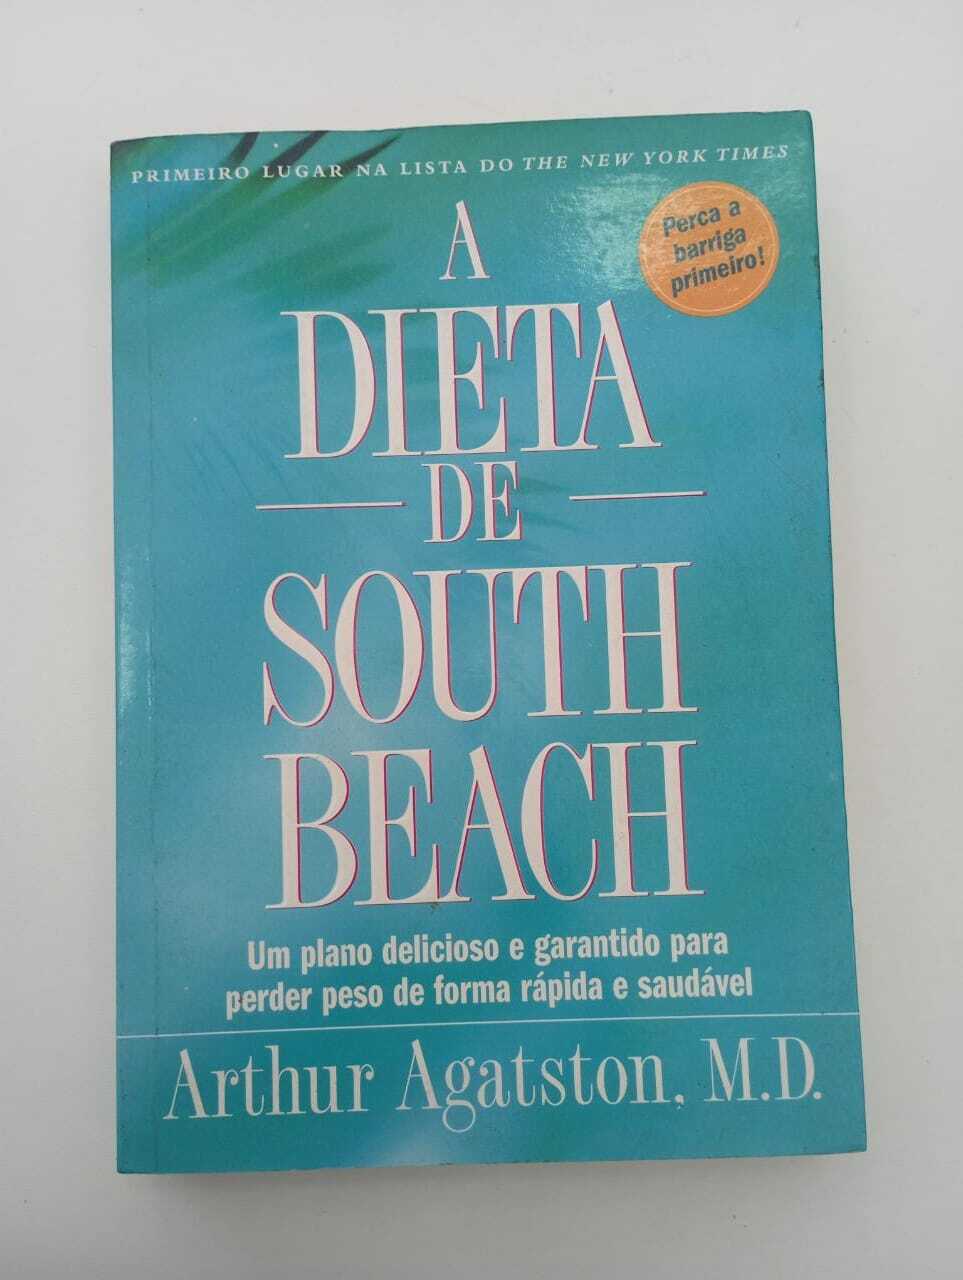 PRIMEIRO LUGAR NA LISTA DO THE NEW YORK TIMES
Perca a
barriga
primeiro!
A
DIETA
DE
SOUTH
BEACH
Um plano delicioso e garantido para
perder peso de forma rápida e saudável
Arthur Agatston, M.D.